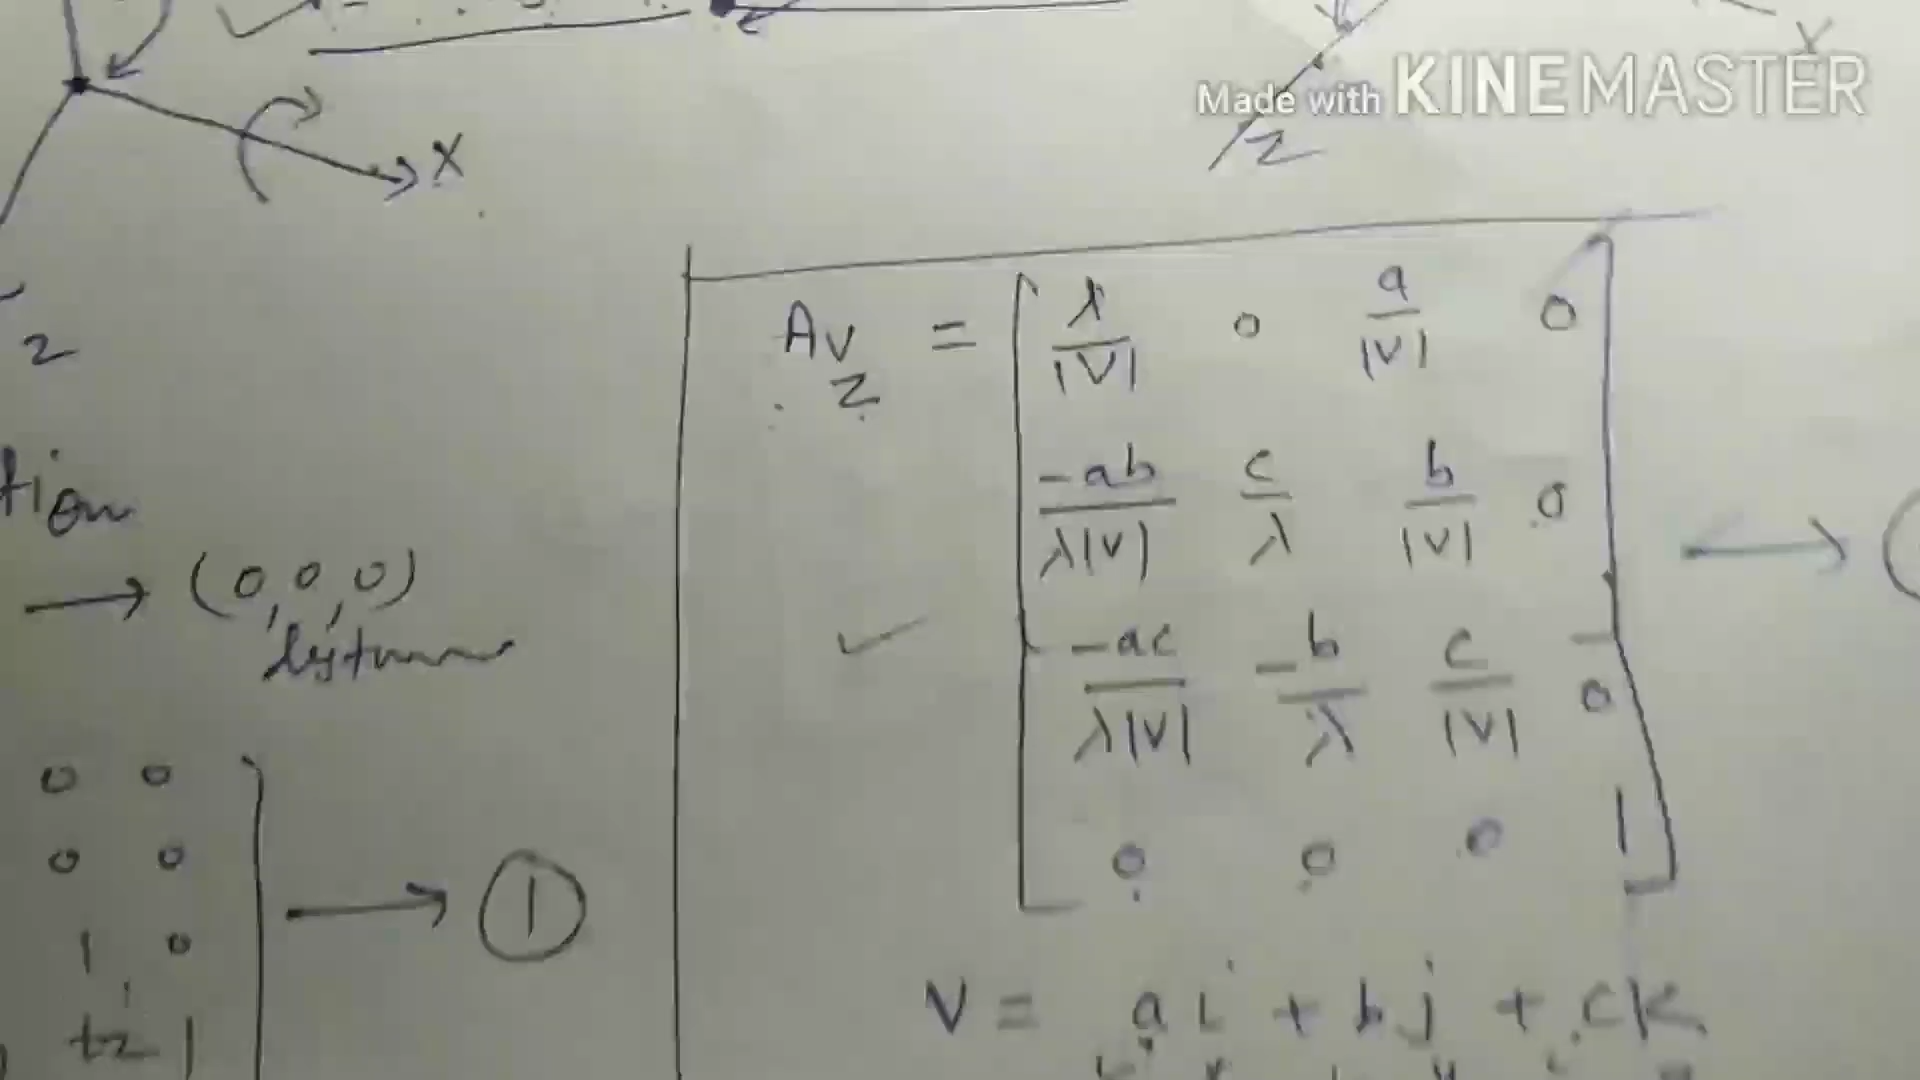 Made with KINEMASTER
X
Z
X
2
Av_z = [ λ/|V| 0 a/|V| 0
-ab/λ|V| c/λ b/|V| 0
-ac/λ|V| -b/λ c/|V| 0
0 0 0 1 ]
tion
→ (0,0,0)
0 0
0 0
1 0
tz 1
→ 1
V = ai + bj + ck